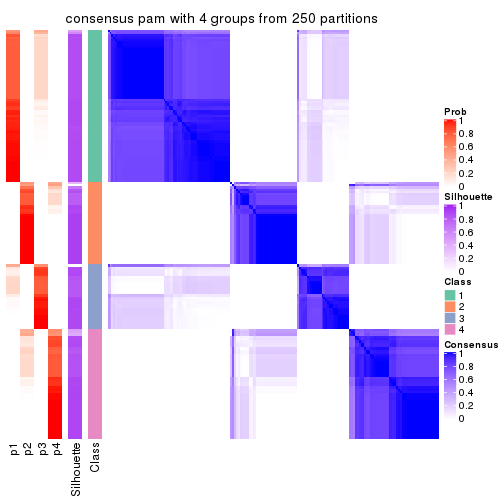 consensus pam with 4 groups from 250 partitions
Prob
1
0.8
0.6
0.4
0.2
0
Silhouette
1
0.8
0.6
0.4
0.2
0
Class
1
2
3
4
Consensus
1
0.8
0.6
0.4
0.2
0
p1
p2
p3
p4
Silhouette
Class